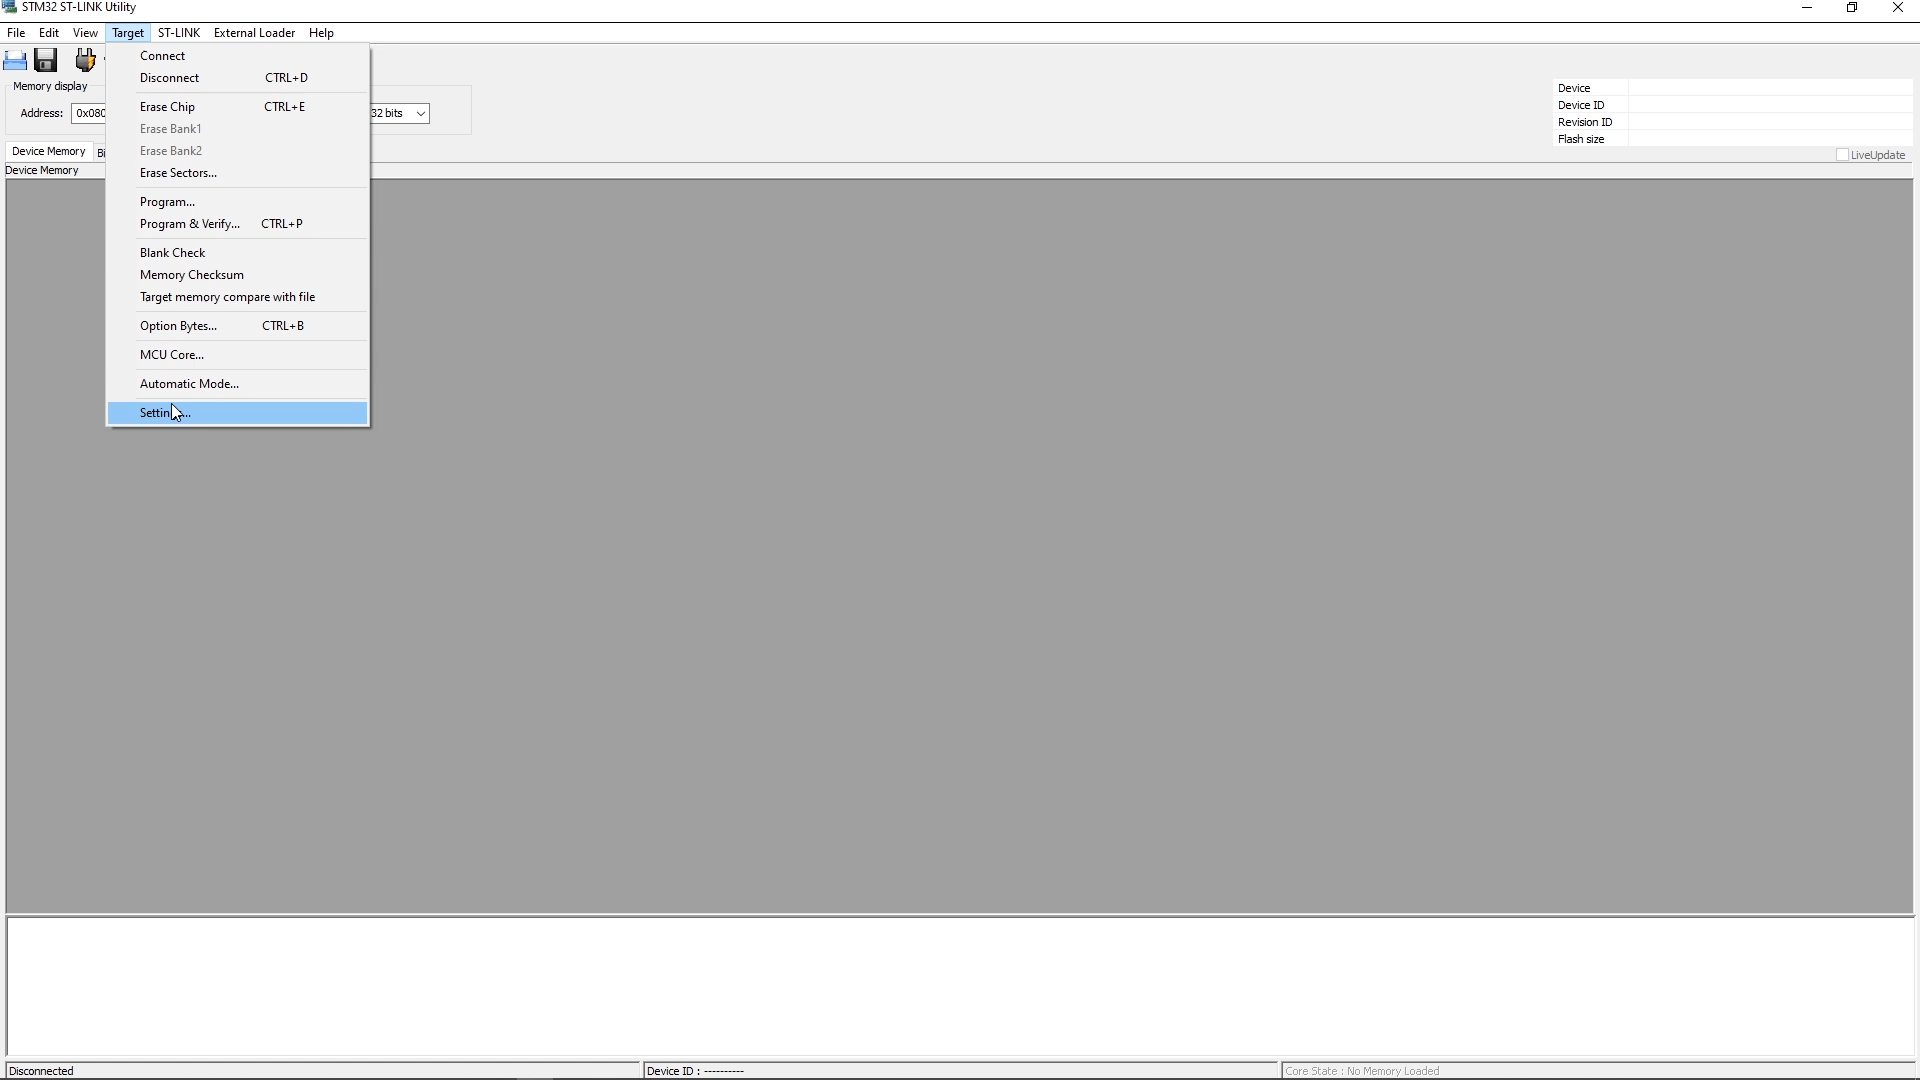 STM32 ST-LINK Utility
File Edit View Target ST-LINK External Loader Help
Connect
Disconnect CTRL+D
Erase Chip CTRL+E
Erase Bank1
Erase Bank2
Erase Sectors...
Program...
Program & Verify... CTRL+P
Blank Check
Memory Checksum
Target memory compare with file
Option Bytes... CTRL+B
MCU Core...
Automatic Mode...
Memory display
Address: 32 bits
Device
Device ID
Revision ID
Flash size
LiveUpdate
Device Memory
Device Memory
Disconnected Device ID : ---------- Core State : No Memory Loaded